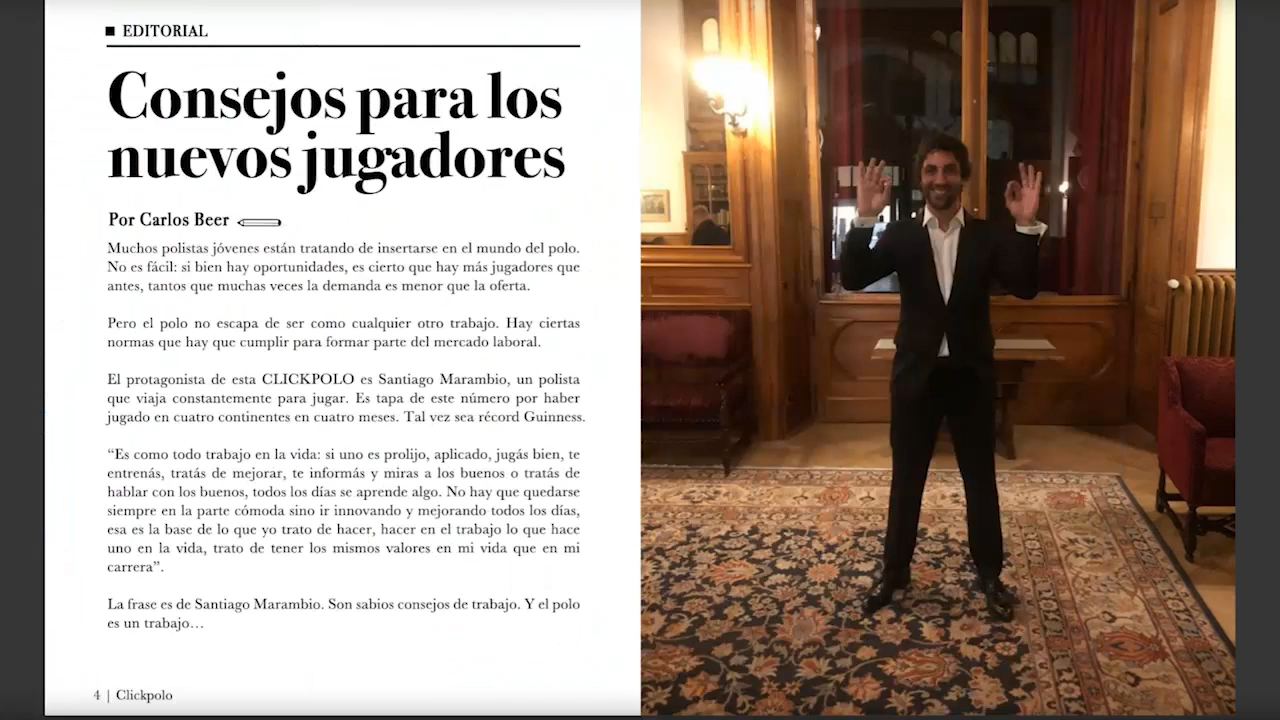 EDITORIAL
Consejos para los
nuevos jugadores
Por Carlos Beer
Muchos polistas jóvenes están tratando de insertarse en el mundo del polo.
No es fácil: si bien hay oportunidades, es cierto que hay más jugadores que
antes, tantos que muchas veces la demanda es menor que la oferta.
Pero el polo no escapa de ser como cualquier otro trabajo. Hay ciertas
normas que hay que cumplir para formar parte del mercado laboral.
El protagonista de esta CLICKPOLO es Santiago Marambio, un polista
que viaja constantemente para jugar. Es tapa de este número por haber
jugado en cuatro continentes en cuatro meses. Tal vez sea récord Guinness.
“Es como todo trabajo en la vida: si uno es prolijo, aplicado, jugás bien, te
entrenás, tratás de mejorar, te informás y miras a los buenos o tratás de
hablar con los buenos, todos los días se aprende algo. No hay que quedarse
siempre en la parte cómoda sino ir innovando y mejorando todos los días,
esa es la base de lo que yo trato de hacer, hacer en el trabajo lo que hace
uno en la vida, trato de tener los mismos valores en mi vida que en mi
carrera”.
La frase es de Santiago Marambio. Son sabios consejos de trabajo. Y el polo
es un trabajo…
4 | Clickpolo